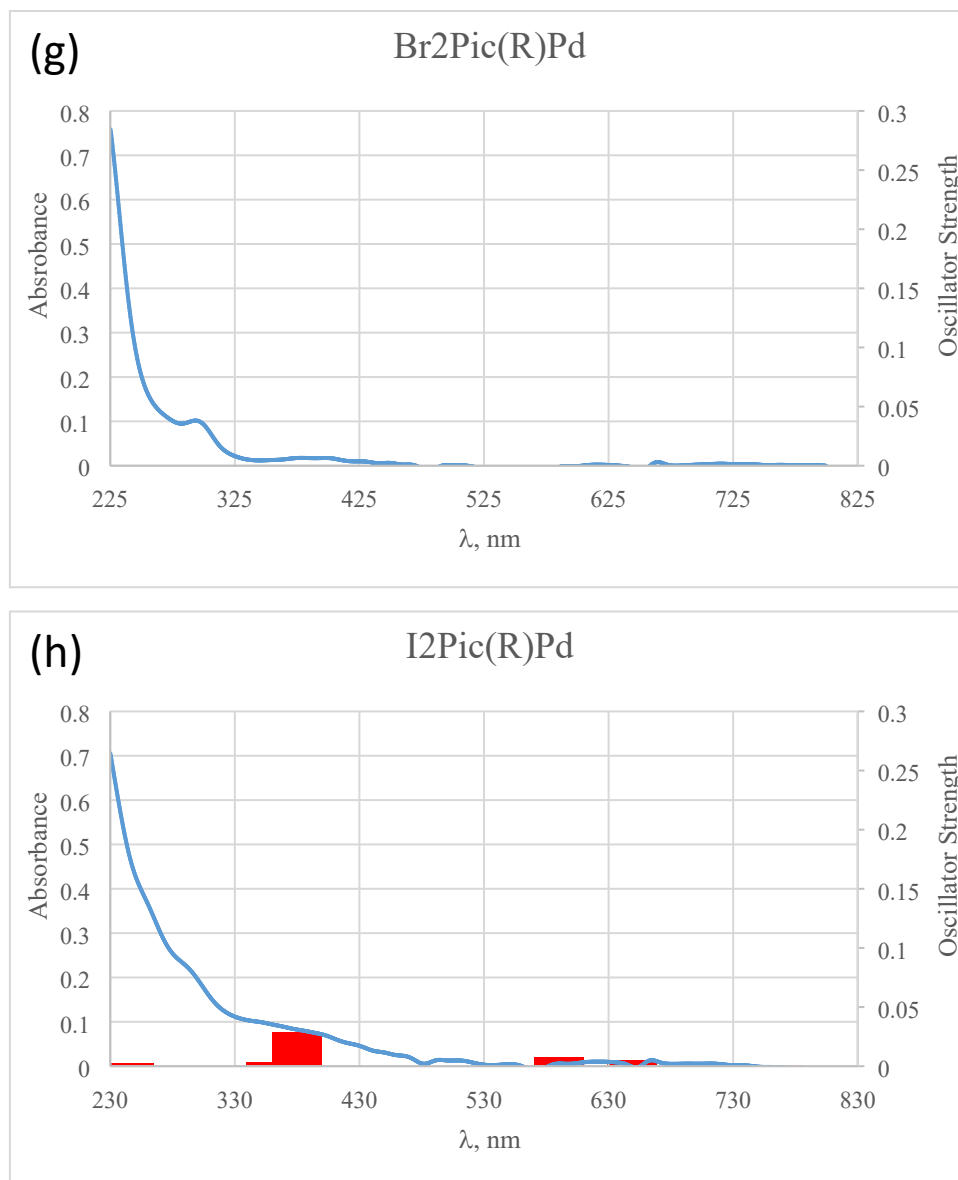 (g)
Br2Pic(R)Pd
0.8
0.7
0.6
0.5
0.4
0.3
0.2
0.1
0
Abosrobance
0.3
0.25
0.2
0.15
0.1
0.05
0
Oscillator Strength
225 325 425 525 625 725 825
λ, nm
(h)
I2Pic(R)Pd
0.8
0.7
0.6
0.5
0.4
0.3
0.2
0.1
0
Absorbance
0.3
0.25
0.2
0.15
0.1
0.05
0
Oscillator Strength
230 330 430 530 630 730 830
λ, nm